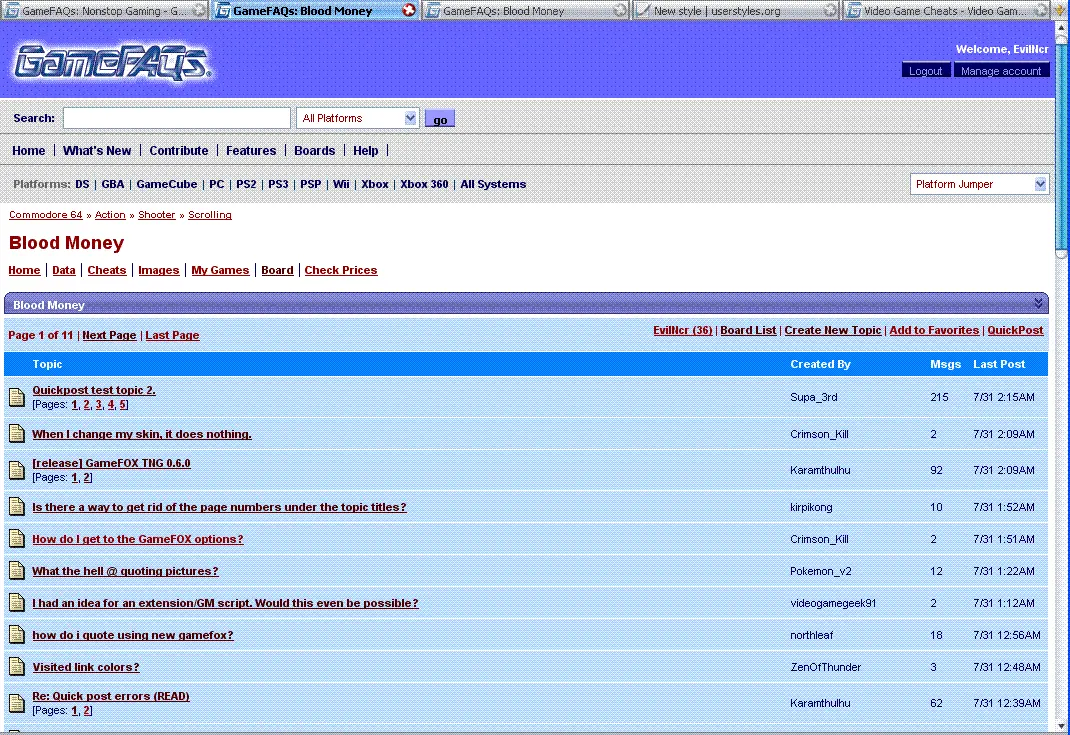 GameFAQs: Nonstop Gaming - G...
GameFAQs: Blood Money
GameFAQs: Blood Money
New style | userstyles.org
Video Game Cheats - Video Gam...
GameFAQs.
Welcome, EvilNcr
Logout Manage account
Search: All Platforms go
Home | What's New | Contribute | Features | Boards | Help |
Platforms: DS | GBA | GameCube | PC | PS2 | PS3 | PSP | Wii | Xbox | Xbox 360 | All Systems Platform Jumper
Commodore 64 » Action » Shooter » Scrolling
Blood Money
Home | Data | Cheats | Images | My Games | Board | Check Prices
Blood Money
Page 1 of 11 | Next Page | Last Page
EvilNcr (36) | Board List | Create New Topic | Add to Favorites | QuickPost
Topic Created By Msgs Last Post
Quickpost test topic 2.
[Pages: 1, 2, 3, 4, 5]
Supa_3rd 215 7/31 2:15AM
When I change my skin, it does nothing. Crimson_Kill 2 7/31 2:09AM
[release] GameFOX TNG 0.6.0
[Pages: 1, 2]
Karamthulhu 92 7/31 2:09AM
Is there a way to get rid of the page numbers under the topic titles? kirpikong 10 7/31 1:52AM
How do I get to the GameFOX options? Crimson_Kill 2 7/31 1:51AM
What the hell @ quoting pictures? Pokemon_v2 12 7/31 1:22AM
I had an idea for an extension/GM script. Would this even be possible? videogamegeek91 2 7/31 1:12AM
how do i quote using new gamefox? northleaf 18 7/31 12:56AM
Visited link colors? ZenOfThunder 3 7/31 12:48AM
Re: Quick post errors (READ)
[Pages: 1, 2]
Karamthulhu 62 7/31 12:39AM